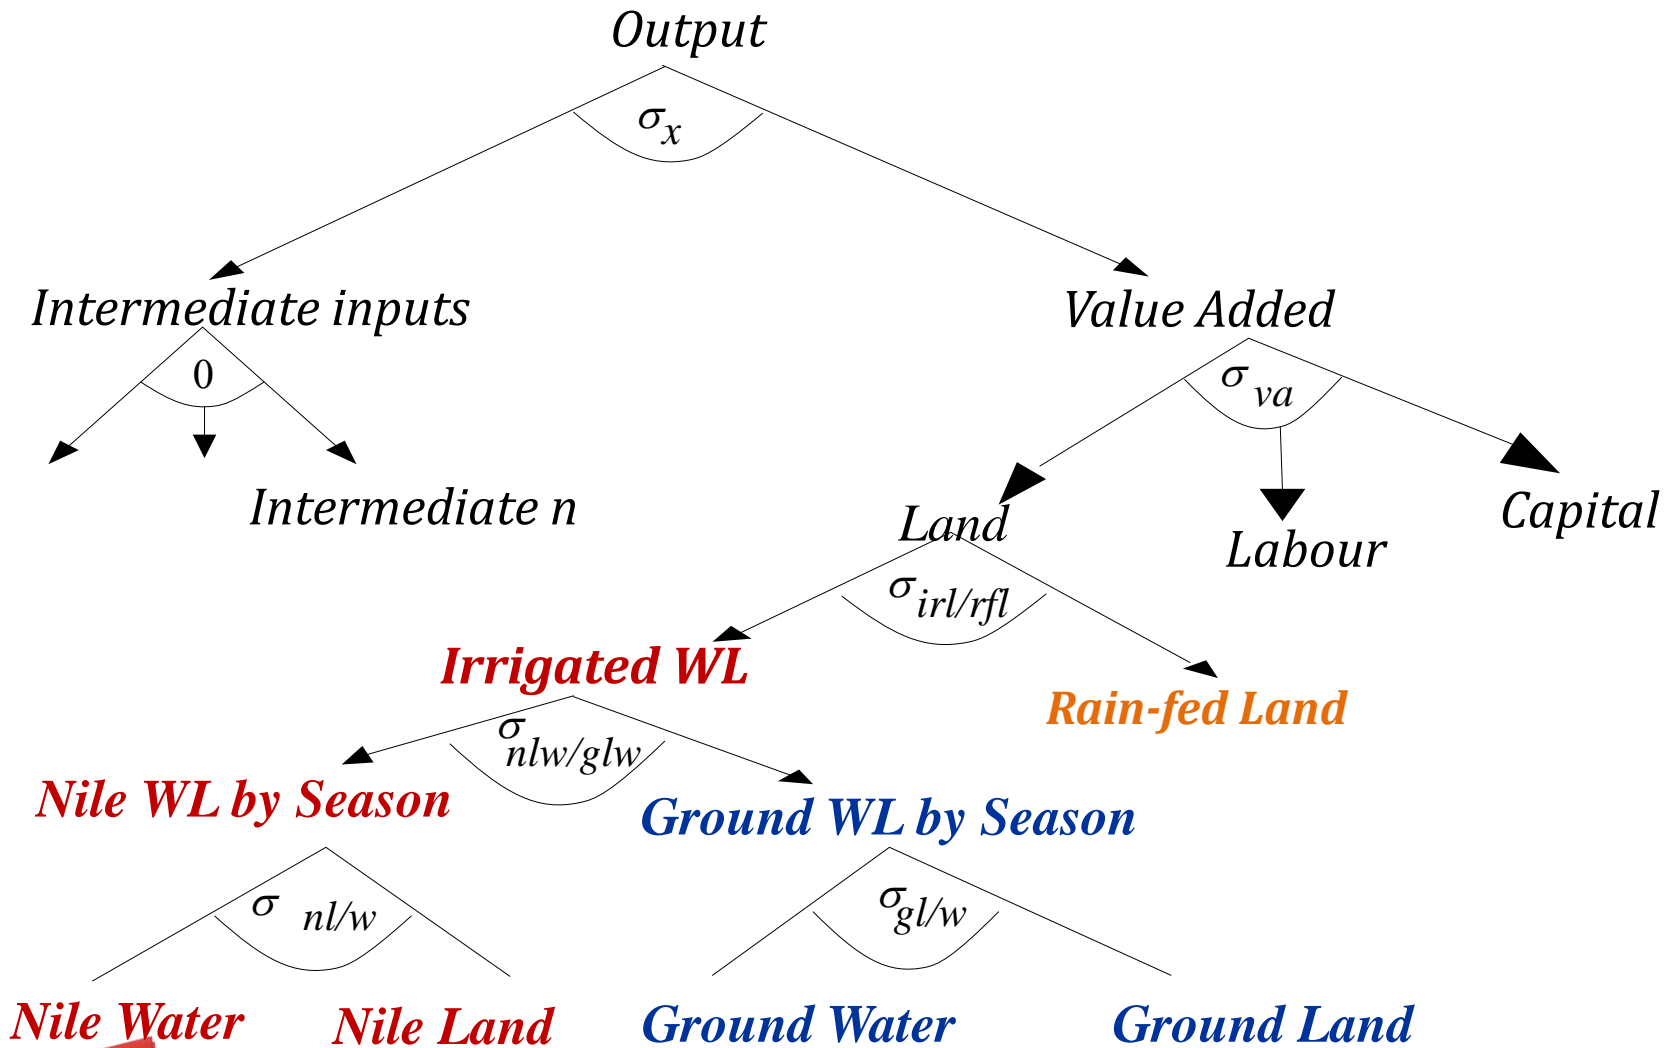 Output
σx
Intermediate inputs
Value Added
0
σva
Intermediate n
Land
Labour
Capital
σirl/rfl
Irrigated WL
Rain-fed Land
σnlw/glw
Nile WL by Season
Ground WL by Season
σ nl/w
σgl/w
Nile Water
Nile Land
Ground Water
Ground Land